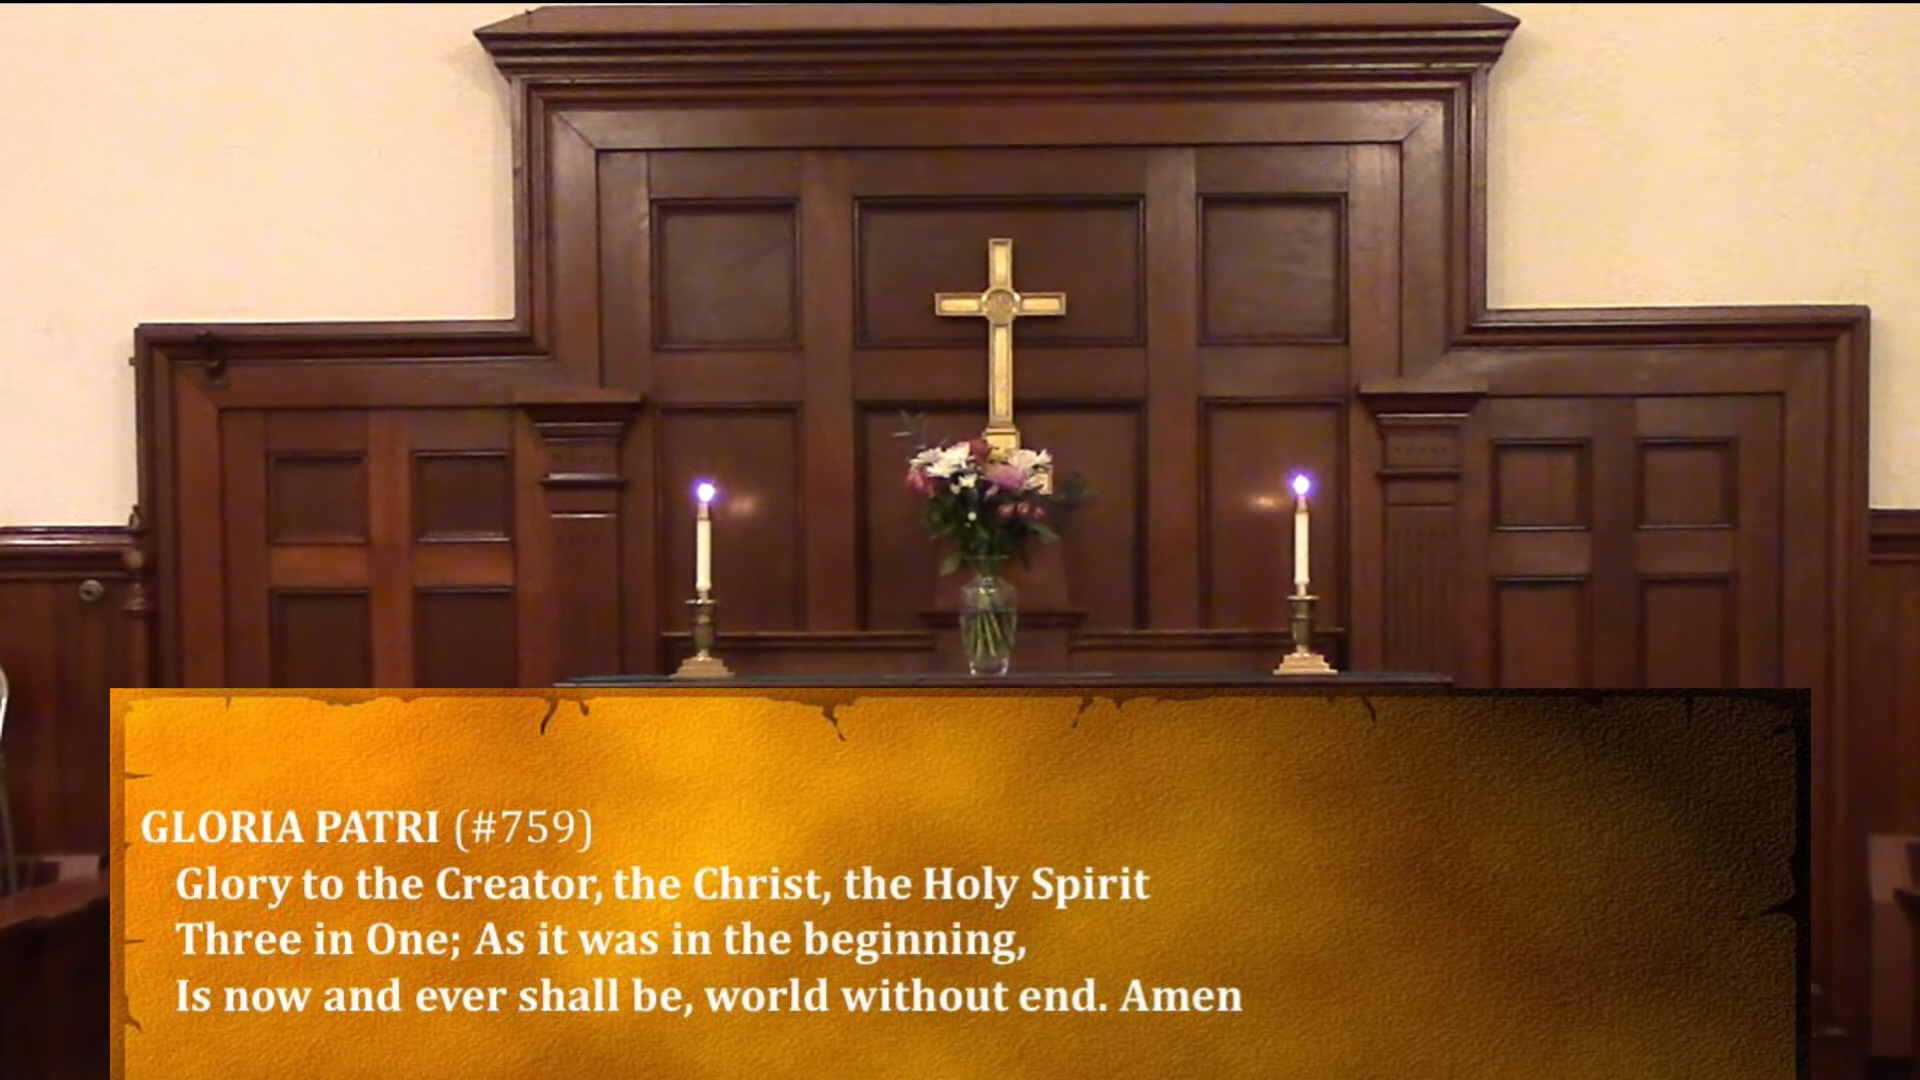 GLORIA PATRI (#759)
Glory to the Creator, the Christ, the Holy Spirit
Three in One; As it was in the beginning,
Is now and ever shall be, world without end. Amen